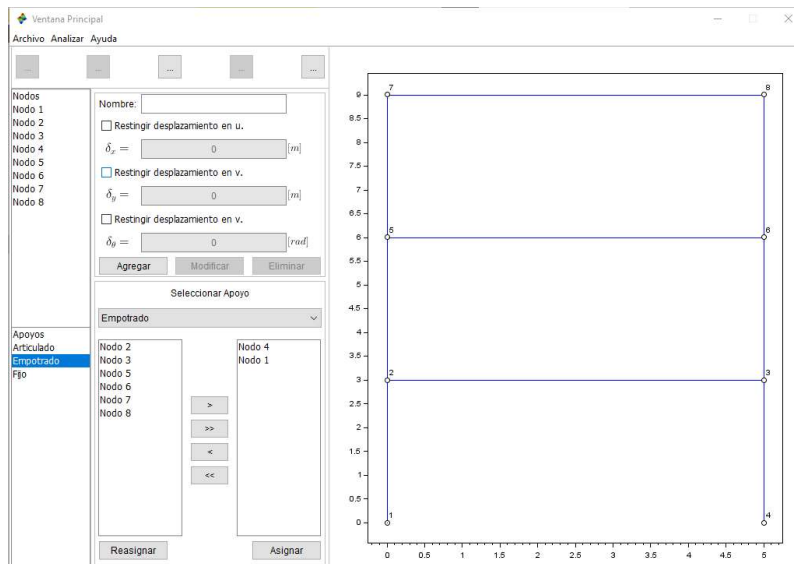 Ventana Principal
Archivo Analizar Ayuda
... ... ... ... ...
Nodos
Nodo 1
Nodo 2
Nodo 3
Nodo 4
Nodo 5
Nodo 6
Nodo 7
Nodo 8
Nombre:
Restingir desplazamiento en u.
δx = 0 [m]
Restingir desplazamiento en v.
δy = 0 [m]
Restingir desplazamiento en v.
δθ = 0 [rad]
Agregar Modificar Eliminar
Seleccionar Apoyo
Empotrado
Apoyos
Articulado
Empotrado
Fijo
Nodo 2
Nodo 3
Nodo 5
Nodo 6
Nodo 7
Nodo 8
>
>>
<
<<
Nodo 4
Nodo 1
Reasignar Asignar
9
8.5
8
7.5
7
6.5
6
5.5
5
4.5
4
3.5
3
2.5
2
1.5
1
0.5
0
7 8
5 6
2 3
1 4
0 0.5 1 1.5 2 2.5 3 3.5 4 4.5 5